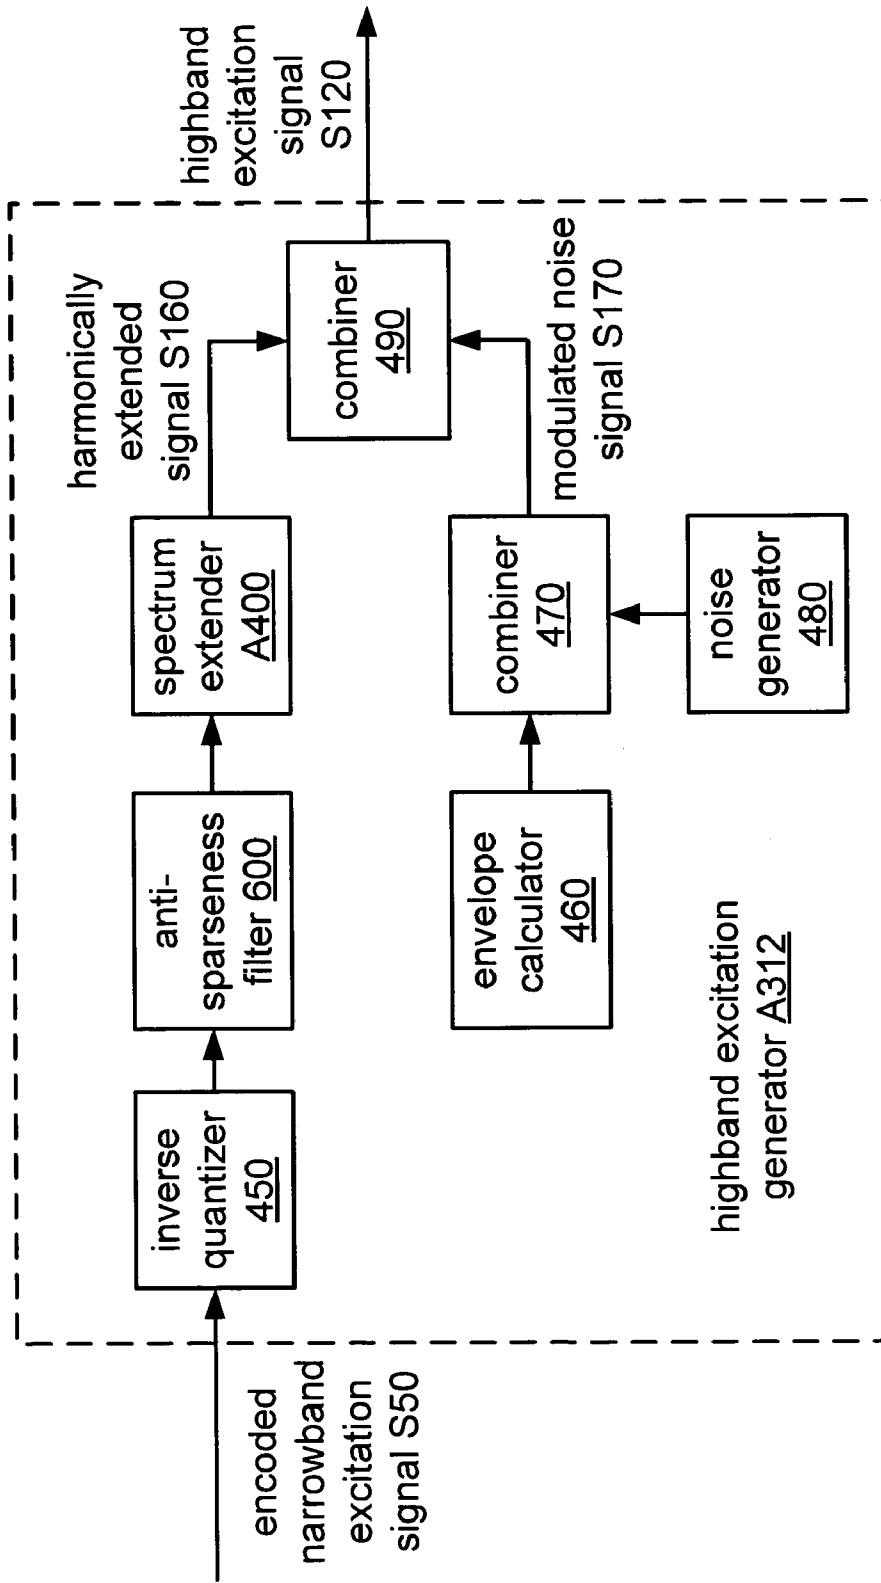 encoded
narrowband
excitation
signal S50
inverse
quantizer
450
anti-
sparseness
filter 600
spectrum
extender
A400
harmonically
extended
signal S160
combiner
490
highband
excitation
signal
S120
envelope
calculator
460
combiner
470
modulated noise
signal S170
noise
generator
480
highband excitation
generator A312